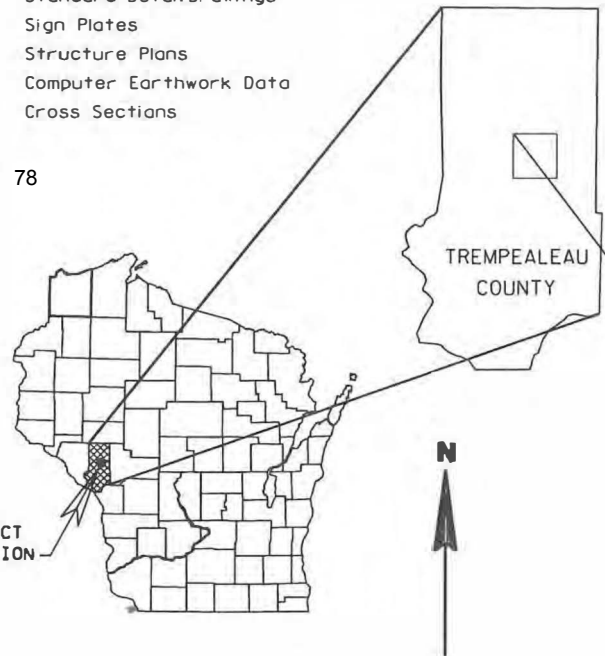 Sign Plates
Structure Plans
Computer Earthwork Data
Cross Sections
78
TREMPEALEAU
COUNTY
N
CT
ION